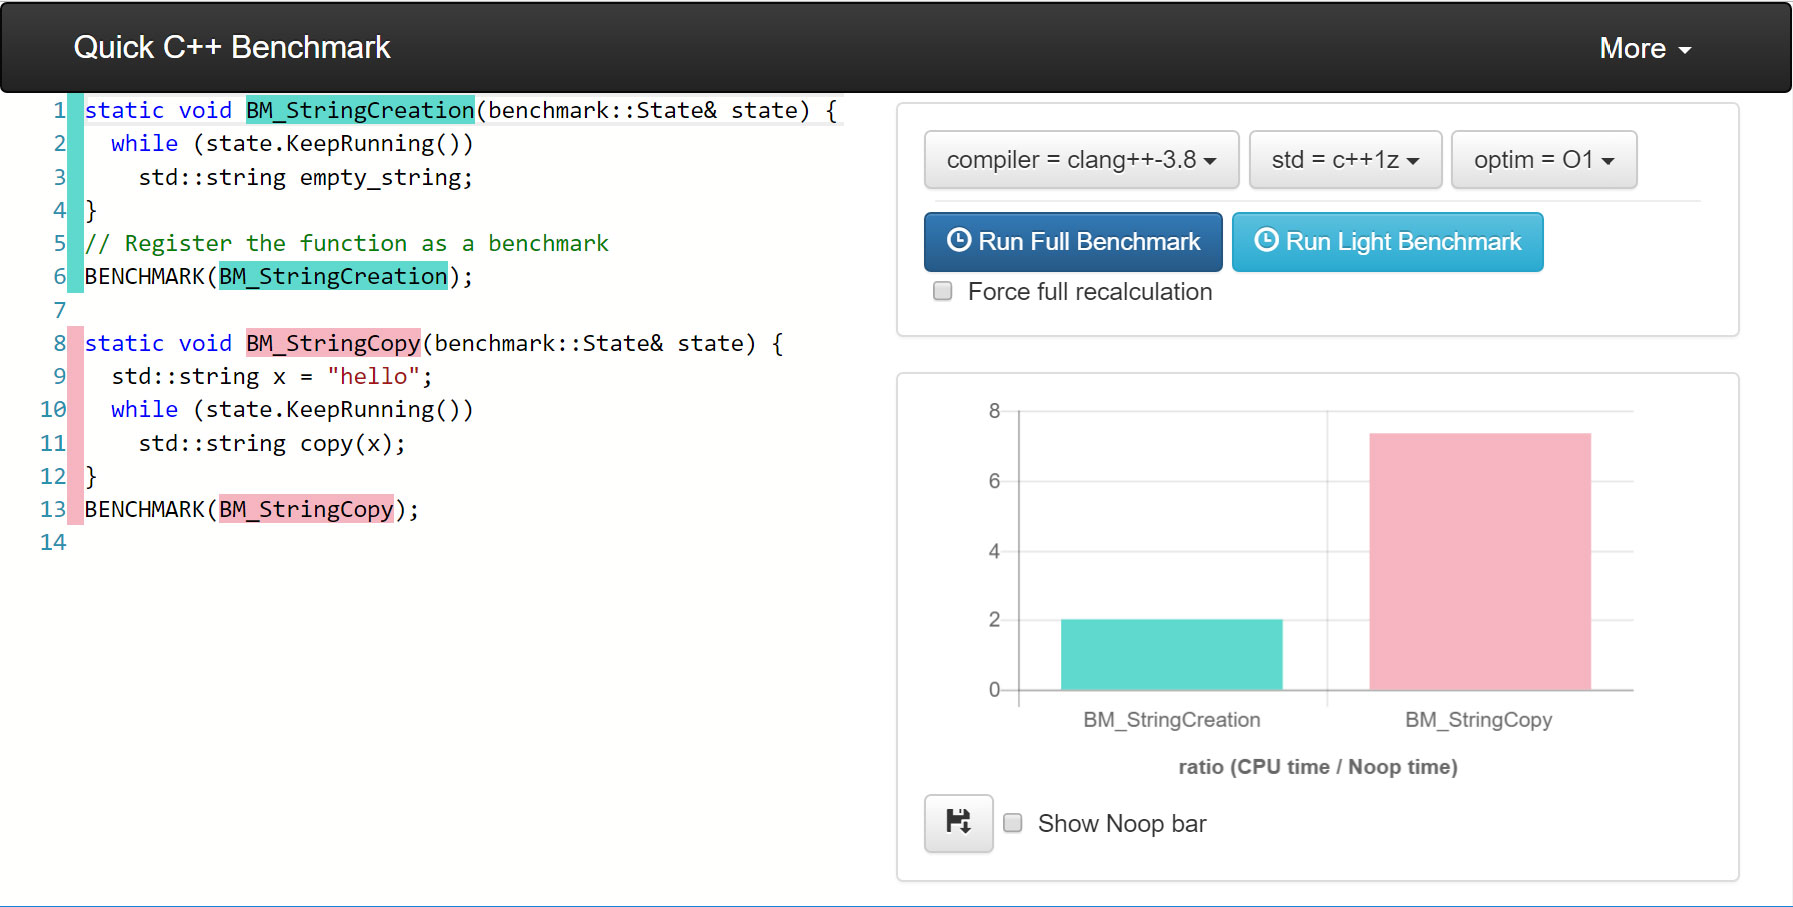 Quick C++ Benchmark
More
1 static void BM_StringCreation(benchmark::State& state) {
2   while (state.KeepRunning())
3     std::string empty_string;
4 }
5 // Register the function as a benchmark
6 BENCHMARK(BM_StringCreation);
7
8 static void BM_StringCopy(benchmark::State& state) {
9   std::string x = "hello";
10   while (state.KeepRunning())
11     std::string copy(x);
12 }
13 BENCHMARK(BM_StringCopy);
14
compiler = clang++-3.8 std = c++1z optim = O1
Run Full Benchmark Run Light Benchmark
Force full recalculation
8
6
4
2
0
BM_StringCreation BM_StringCopy
ratio (CPU time / Noop time)
Show Noop bar